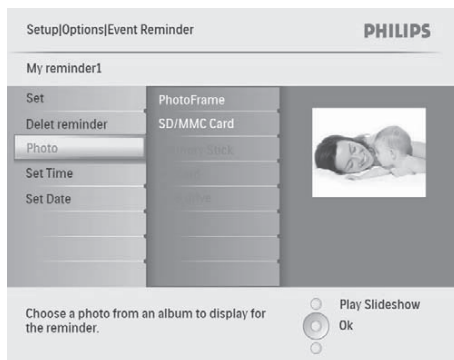 Setup|Options|Event Reminder
PHILIPS
My reminder1
Set
PhotoFrame
Delet reminder
SD/MMC Card
Photo
Stick
Set Time
Set Date
Choose a photo from an album to display for
the reminder.
Play Slideshow
Ok